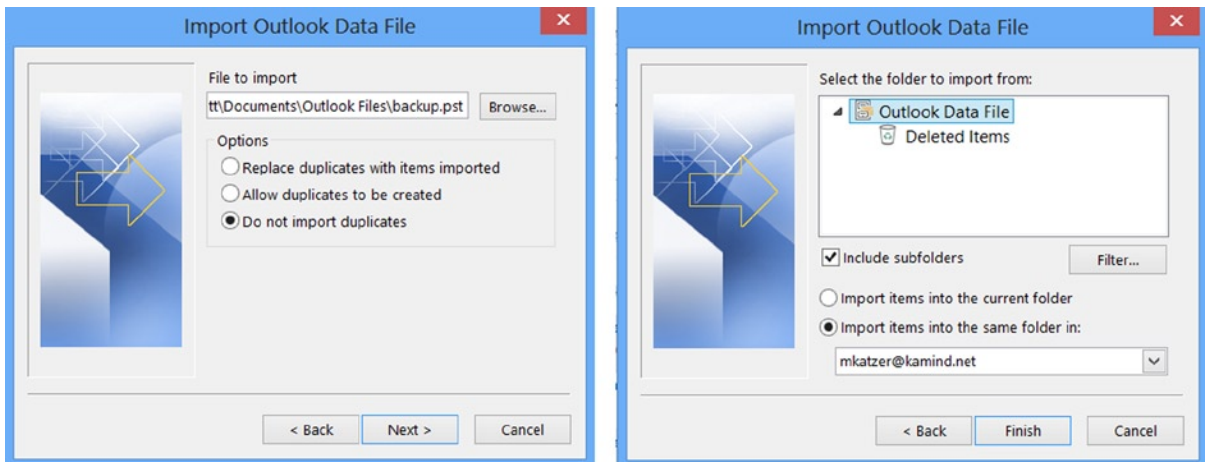 Import Outlook Data File
File to import
tt\Documents\Outlook Files\backup.pst
Browse...
Options
Replace duplicates with items imported
Allow duplicates to be created
Do not import duplicates
< Back
Next >
Cancel
Import Outlook Data File
Select the folder to import from:
Outlook Data File
Deleted Items
Include subfolders
Filter...
Import items into the current folder
Import items into the same folder in:
mkatzer@kamind.net
< Back
Finish
Cancel